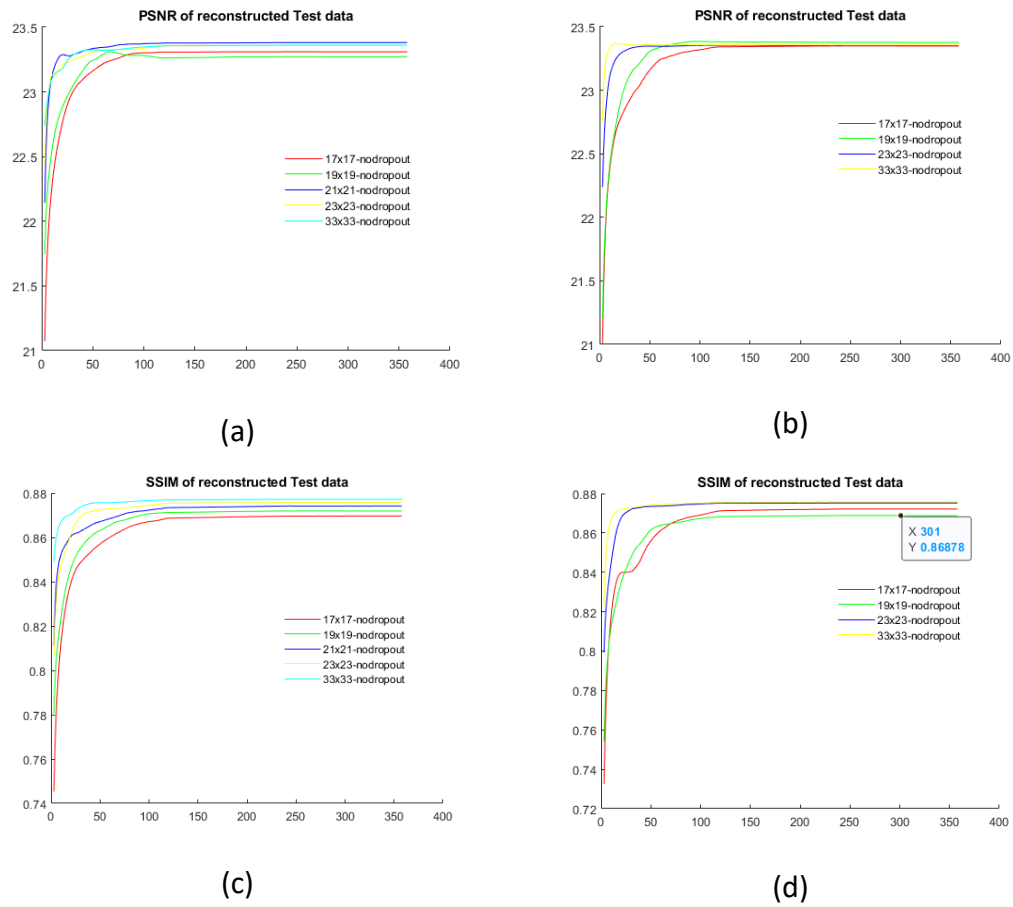 PSNR of reconstructed Test data
23.5
23
22.5
22
21.5
21
0 50 100 150 200 250 300 350 400
17x17-nodropout
19x19-nodropout
21x21-nodropout
23x23-nodropout
33x33-nodropout
(a)
PSNR of reconstructed Test data
23.5
23
22.5
22
21.5
21
0 50 100 150 200 250 300 350 400
17x17-nodropout
19x19-nodropout
23x23-nodropout
33x33-nodropout
(b)
SSIM of reconstructed Test data
0.88
0.86
0.84
0.82
0.8
0.78
0.76
0.74
0 50 100 150 200 250 300 350 400
17x17-nodropout
19x19-nodropout
21x21-nodropout
23x23-nodropout
33x33-nodropout
(c)
SSIM of reconstructed Test data
0.88
0.86
0.84
0.82
0.8
0.78
0.76
0.74
0.72
0 50 100 150 200 250 300 350 400
X 301
Y 0.86878
17x17-nodropout
19x19-nodropout
23x23-nodropout
33x33-nodropout
(d)